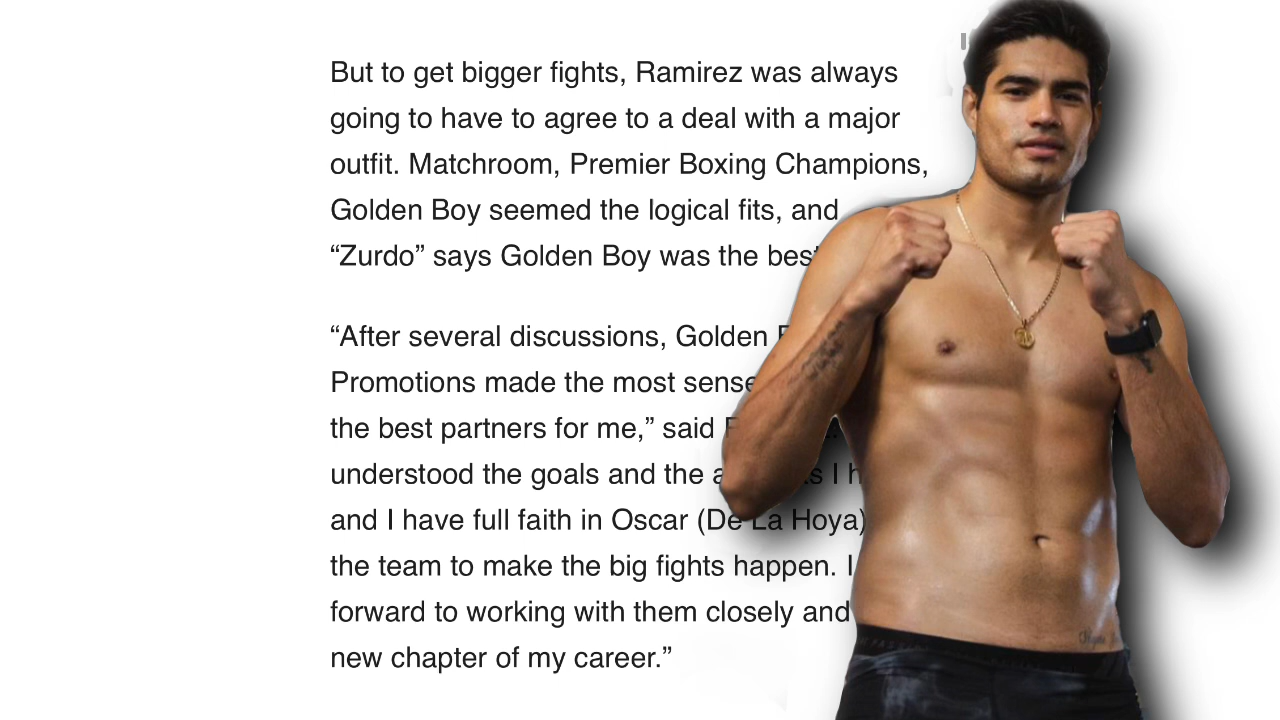 But to get bigger fights, Ramirez was always
going to have to agree to a deal with a major
outfit. Matchroom, Premier Boxing Champions,
Golden Boy seemed the logical fits, and
“Zurdo” says Golden Boy was the best
“After several discussions, Golden
Promotions made the most sense
the best partners for me,” said
understood the goals and the
and I have full faith in Oscar (De La Hoya)
the team to make the big fights happen. I
forward to working with them closely and
new chapter of my career.”